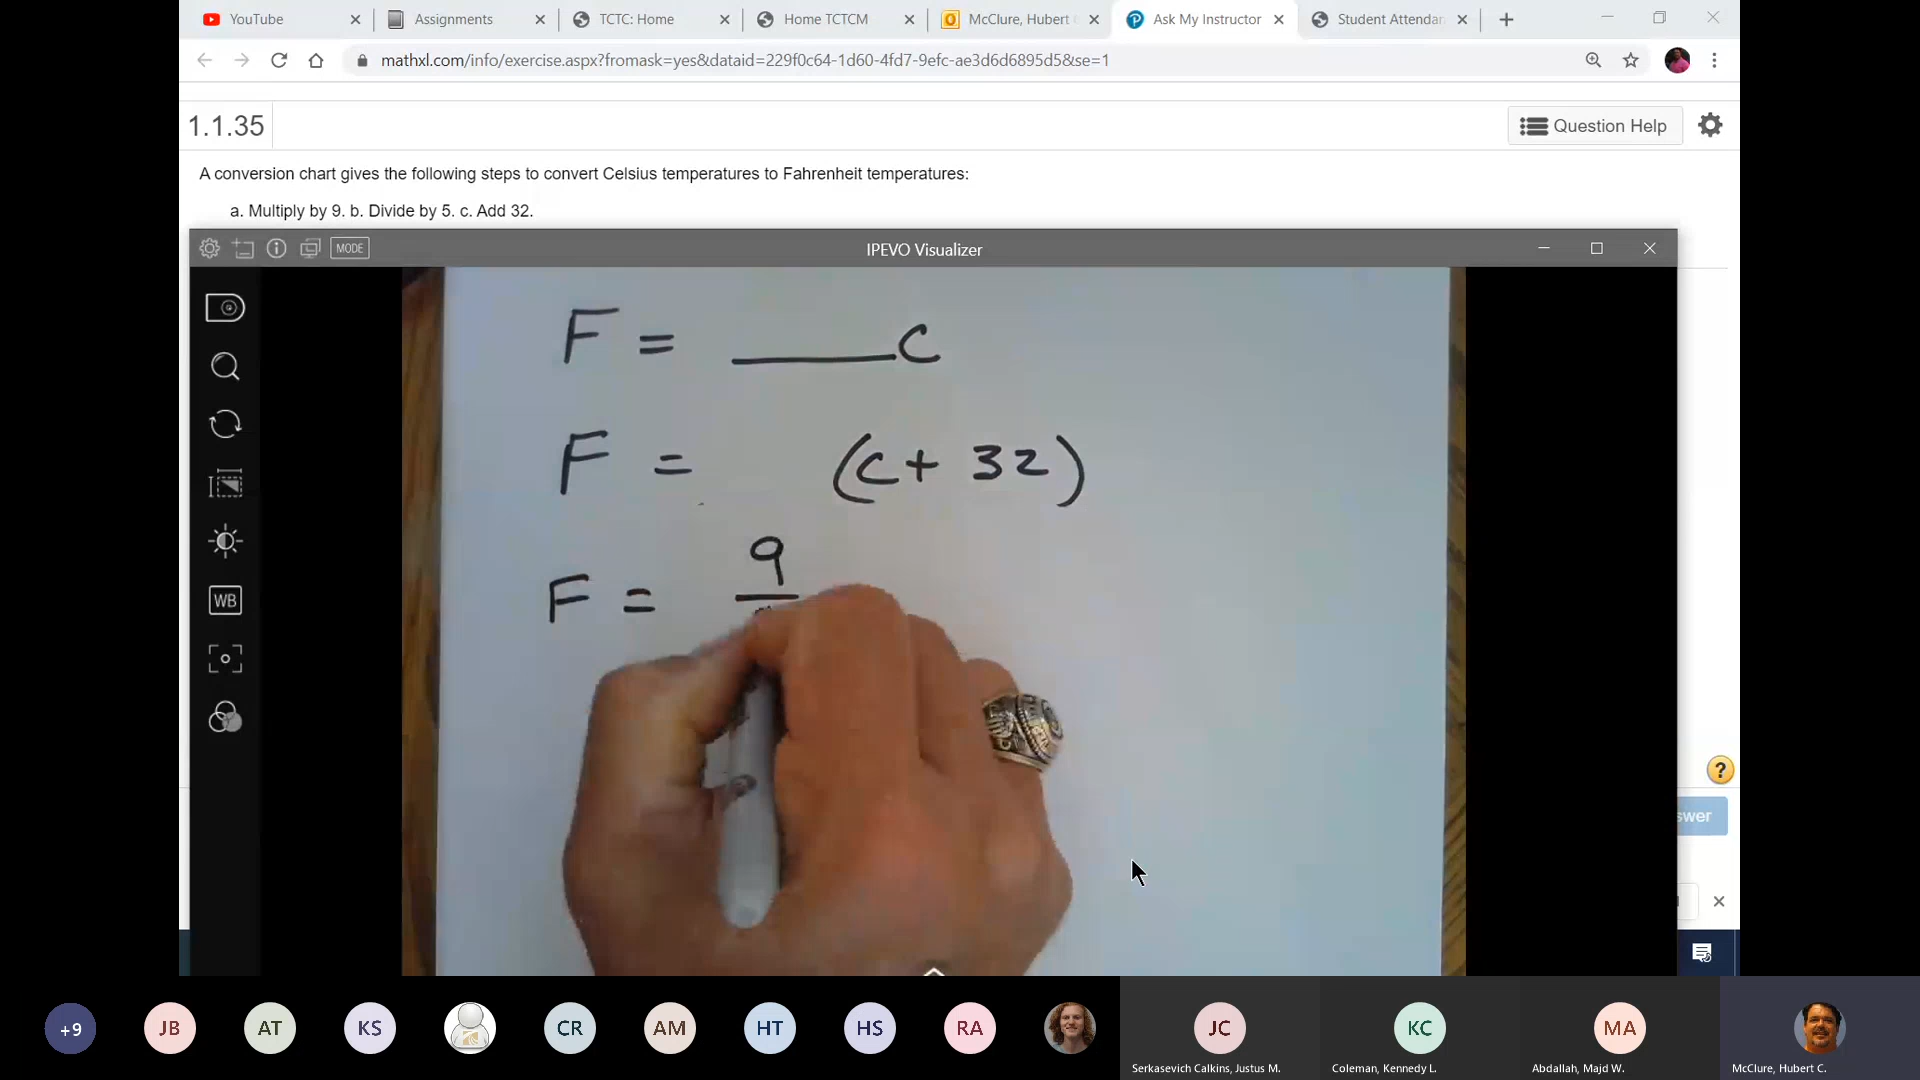 YouTube
Assignments
TCTC: Home
Home TCTCM
McClure, Hubert
Ask My Instructor
Student Attendan
mathxl.com/info/exercise.aspx?fromask=yes&dataid=229f0c64-1d60-4fd7-9efc-ae3d6d6895d5&se=1
1.1.35
Question Help
A conversion chart gives the following steps to convert Celsius temperatures to Fahrenheit temperatures:
a. Multiply by 9. b. Divide by 5. c. Add 32.
MODE
IPEVO Visualizer
F = ____C
F = (C + 32)
F = 9
WB
?
swer
+9
JB
AT
KS
CR
AM
HT
HS
RA
JC
KC
MA
Serkasevich Calkins, Justus M.
Coleman, Kennedy L.
Abdallah, Majd W.
McClure, Hubert C.